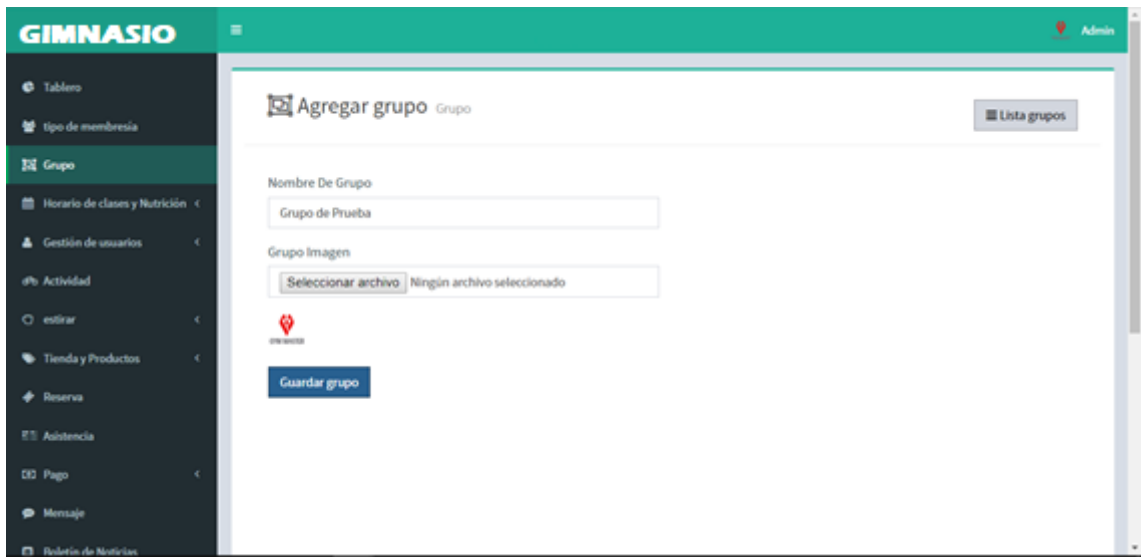 GIMNASIO
Admin
Tablero
tipo de membresía
Grupo
Horario de clases y Nutrición
Gestión de usuarios
Actividad
estirar
Tienda y Productos
Reserva
Asistencia
Pago
Mensaje
Boletín de Noticias
Agregar grupo Grupo
Lista grupos
Nombre De Grupo
Grupo de Prueba
Grupo Imagen
Seleccionar archivo Ningún archivo seleccionado
Guardar grupo